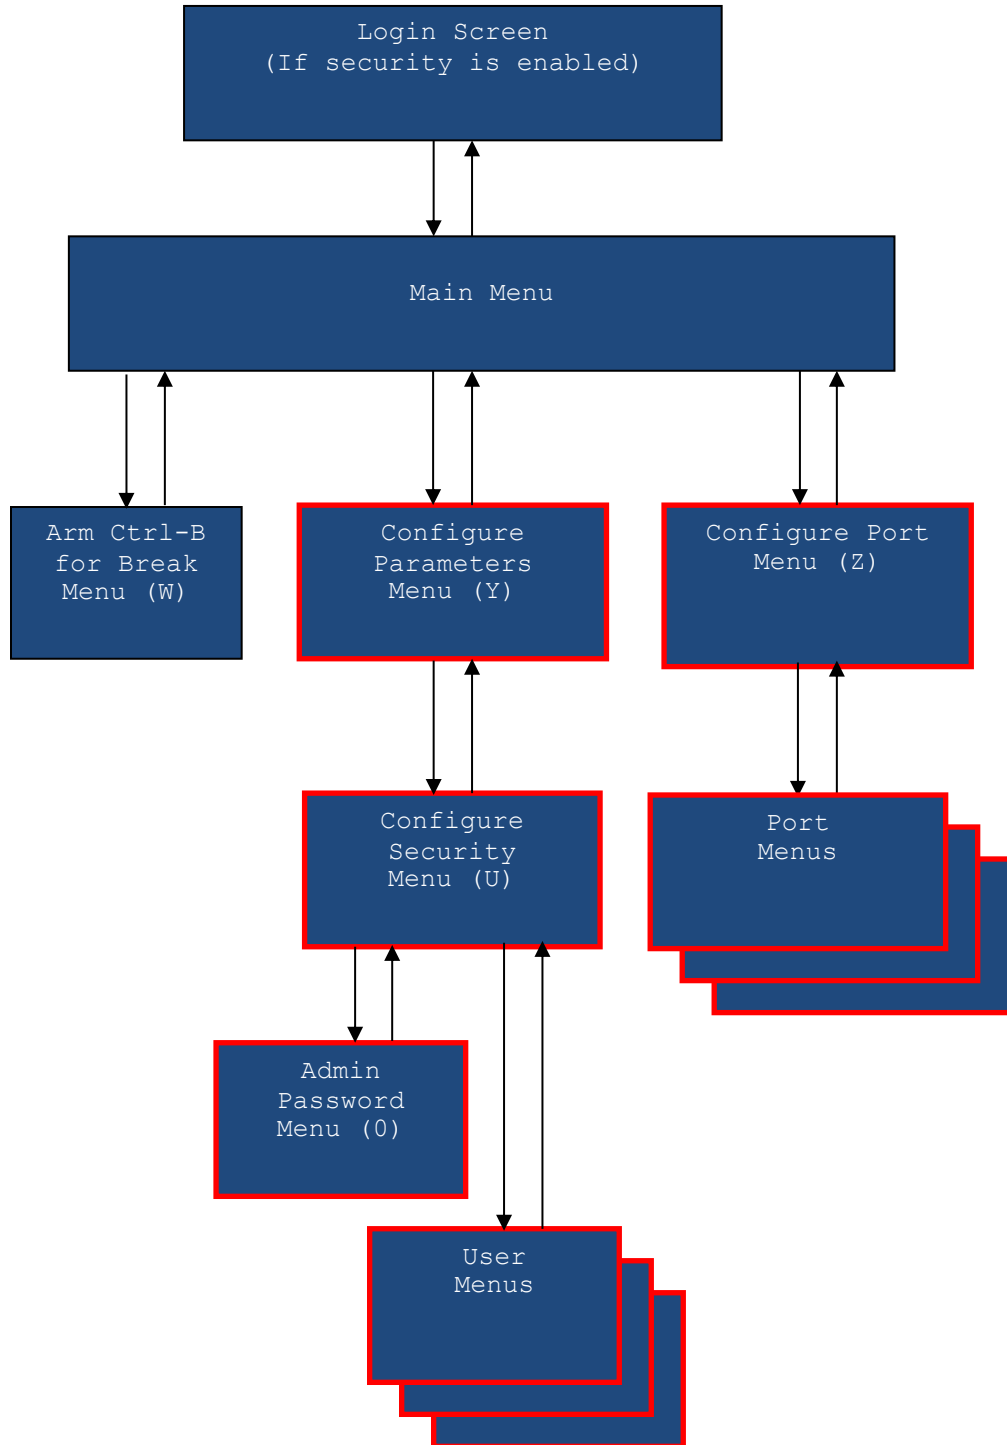 Login Screen
(If security is enabled)
Main Menu
Arm Ctrl-B
for Break
Menu (W)
Configure
Parameters
Menu (Y)
Configure Port
Menu (Z)
Configure
Security
Menu (U)
Port
Menus
Admin
Password
Menu (0)
User
Menus